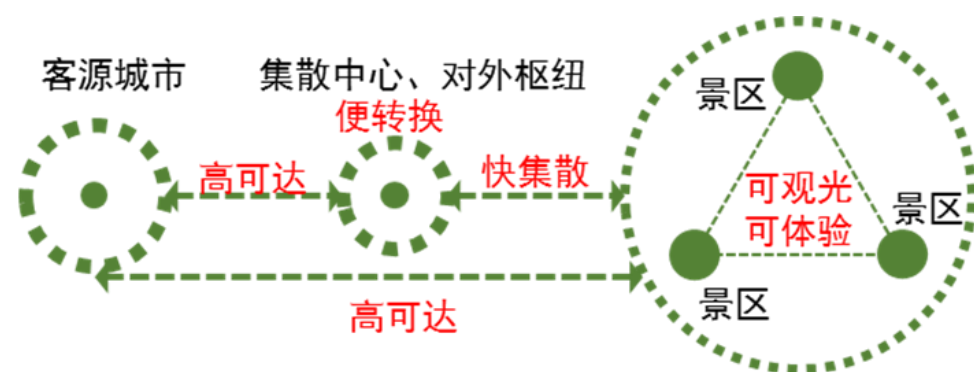 客源城市
集散中心、对外枢纽
便转换
高可达
快集散
高可达
景区
可观光
可体验
景区
景区